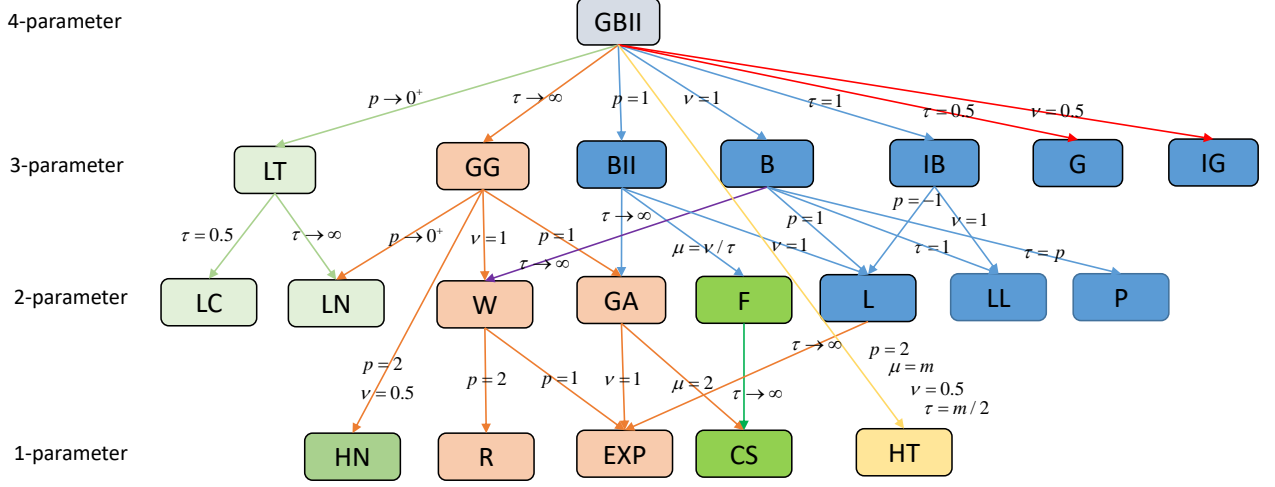 4-parameter
GBII
p → 0⁺
τ → ∞
p = 1
ν = 1
τ = 1
τ = 0.5
ν = 0.5
3-parameter
LT
GG
BII
B
IB
G
IG
τ = 0.5
τ → ∞
p → 0⁺
ν = 1
p = 1
τ → ∞
μ = ν / τ
ν = 1
τ → ∞
p = 1
τ = 1
τ = p
p = −1
ν = 1
2-parameter
LC
LN
W
GA
F
L
LL
P
p = 2
ν = 0.5
p = 2
p = 1
ν = 1
μ = 2
τ → ∞
τ → ∞
p = 2
μ = m
ν = 0.5
τ = m / 2
1-parameter
HN
R
EXP
CS
HT